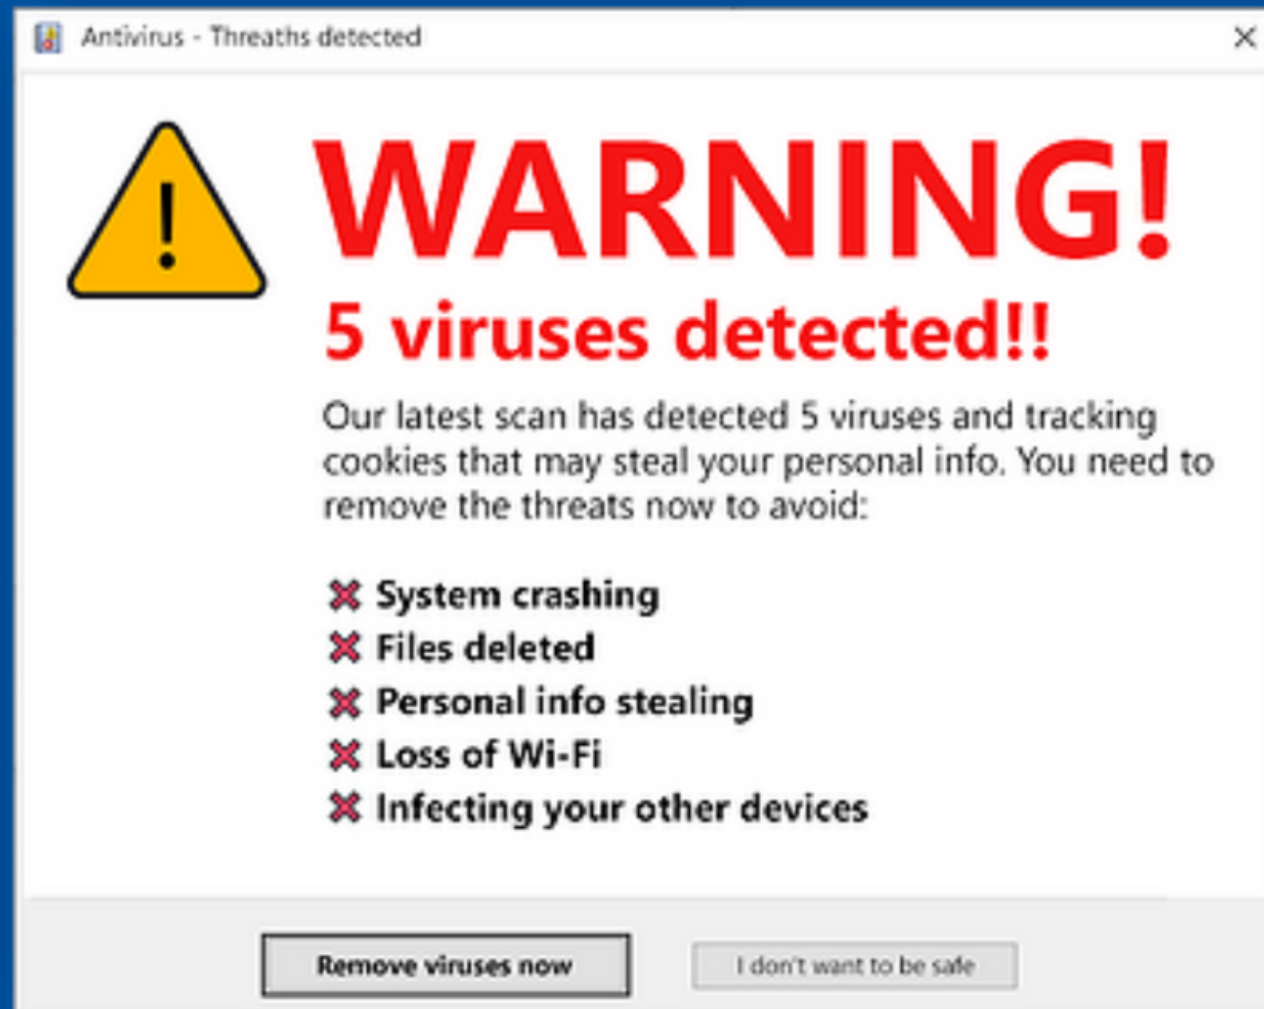 Antivirus - Threaths detected
WARNING!
5 viruses detected!!
Our latest scan has detected 5 viruses and tracking
cookies that may steal your personal info. You need to
remove the threats now to avoid:
System crashing
Files deleted
Personal info stealing
Loss of Wi-Fi
Infecting your other devices
Remove viruses now
I don't want to be safe